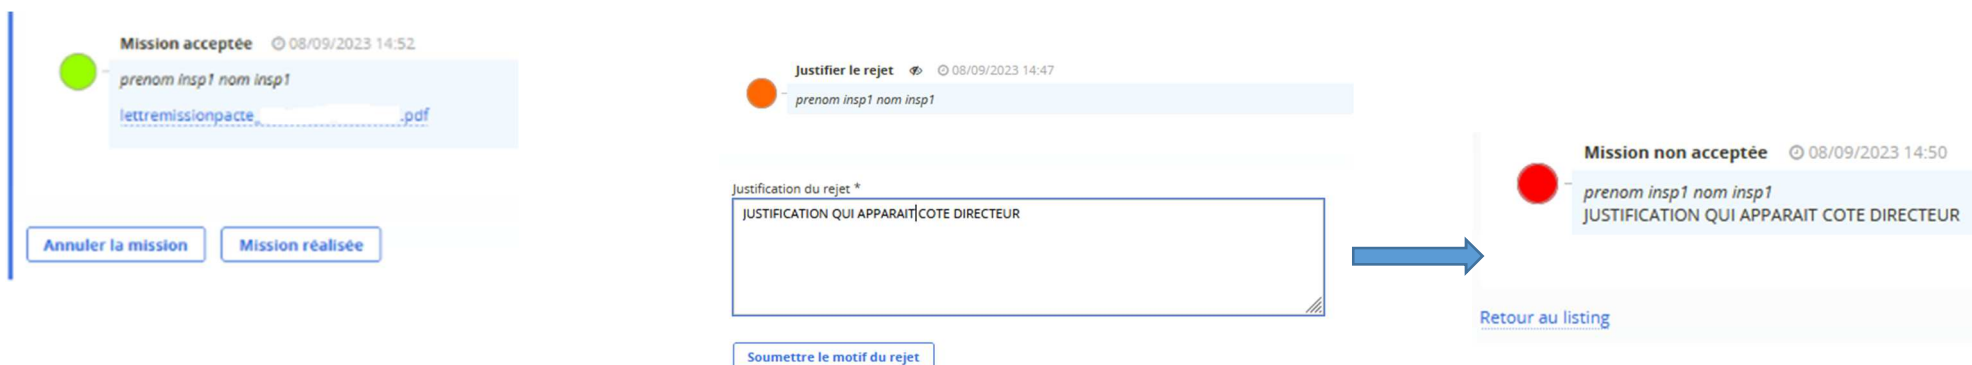 Mission acceptée 08/09/2023 14:52
prenom insp1 nom insp1
lettremissionpacte_ .pdf
Annuler la mission Mission réalisée
Justifier le rejet 08/09/2023 14:47
prenom insp1 nom insp1
Justification du rejet *
JUSTIFICATION QUI APPARAIT COTE DIRECTEUR
Soumettre le motif du rejet
Mission non acceptée 08/09/2023 14:50
prenom insp1 nom insp1
JUSTIFICATION QUI APPARAIT COTE DIRECTEUR
Retour au listing